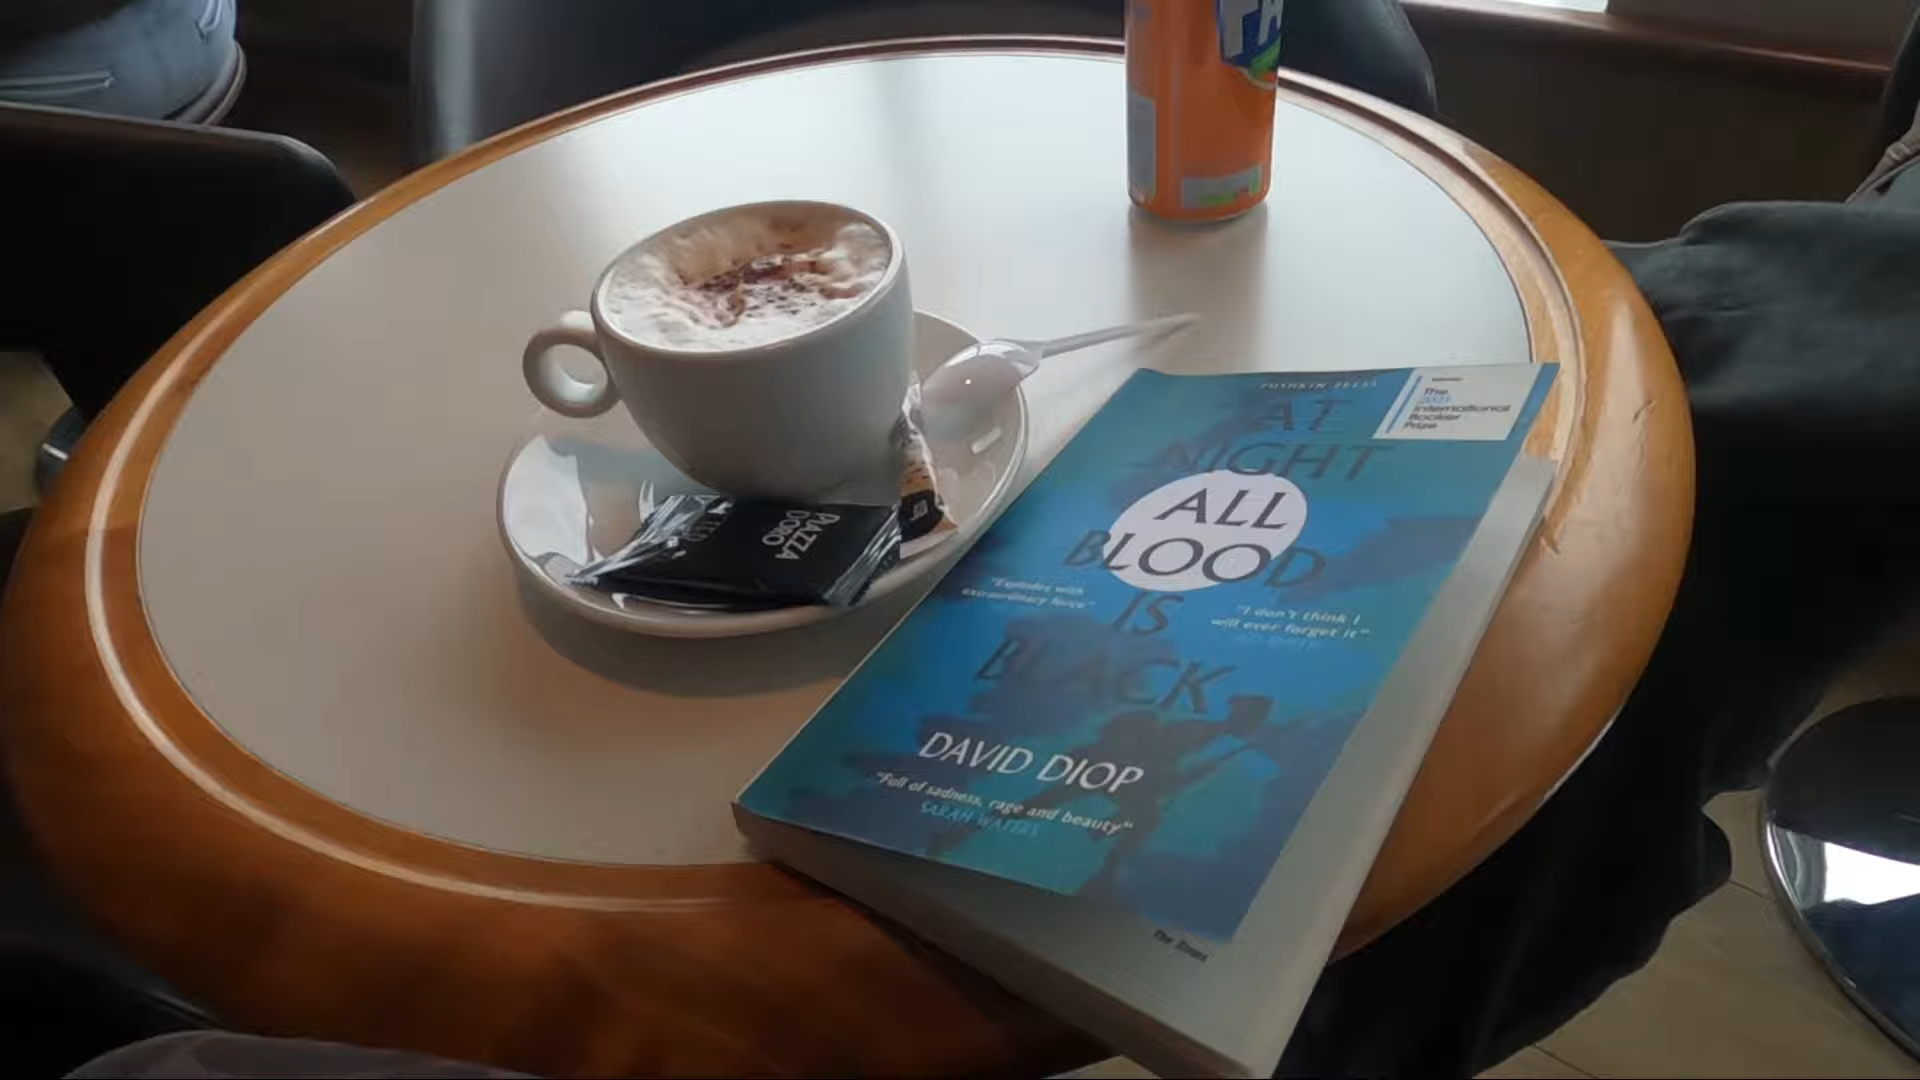 FA
PIAZZA
D'ORO
PUSHKIN PRESS
The
2021
International
Booker
Prize
AT
NIGHT
ALL
BLOOD
IS
BLACK
"Explodes with
extraordinary force"
"I don't think I
will ever forget it"
DAVID DIOP
"Full of sadness, rage and beauty"
SARAH WATERS
The Times